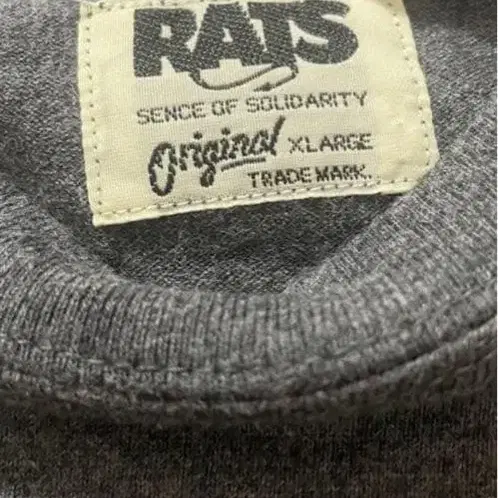 RATS
SENCE OF SOLIDARITY
Original XLARGE
TRADE MARK.